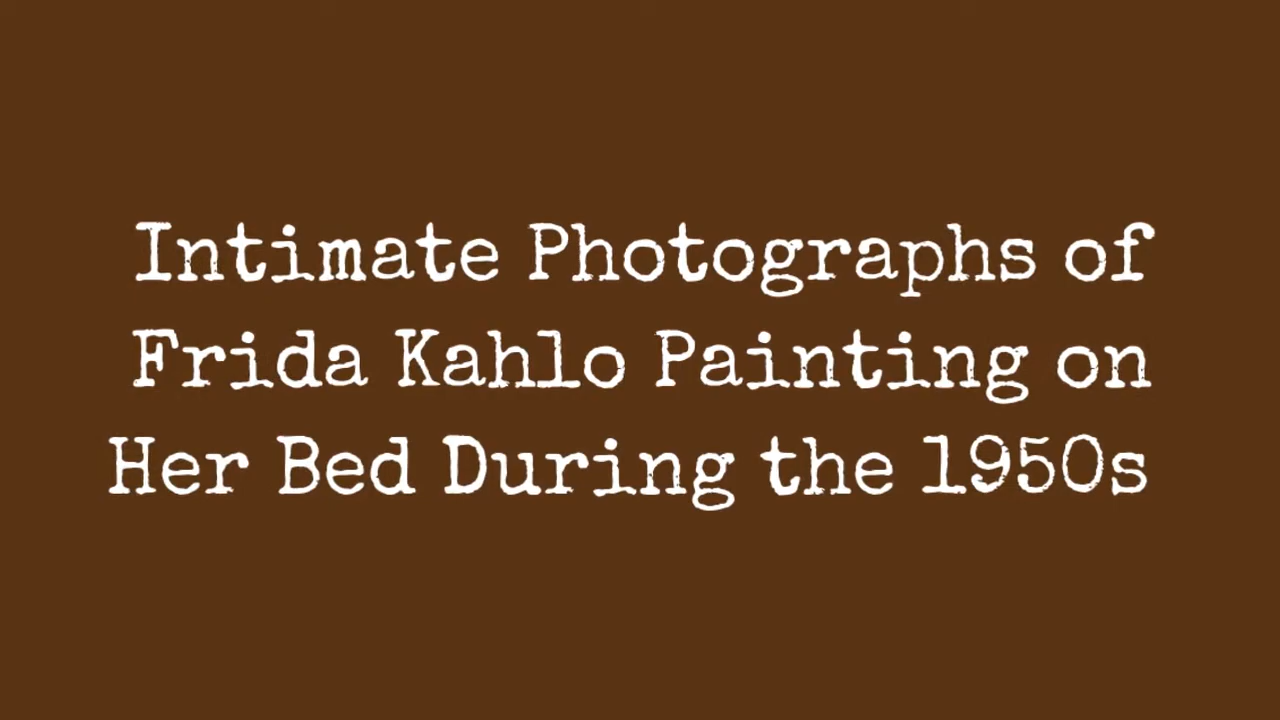 Intimate Photographs of
Frida Kahlo Painting on
Her Bed During the 1950s